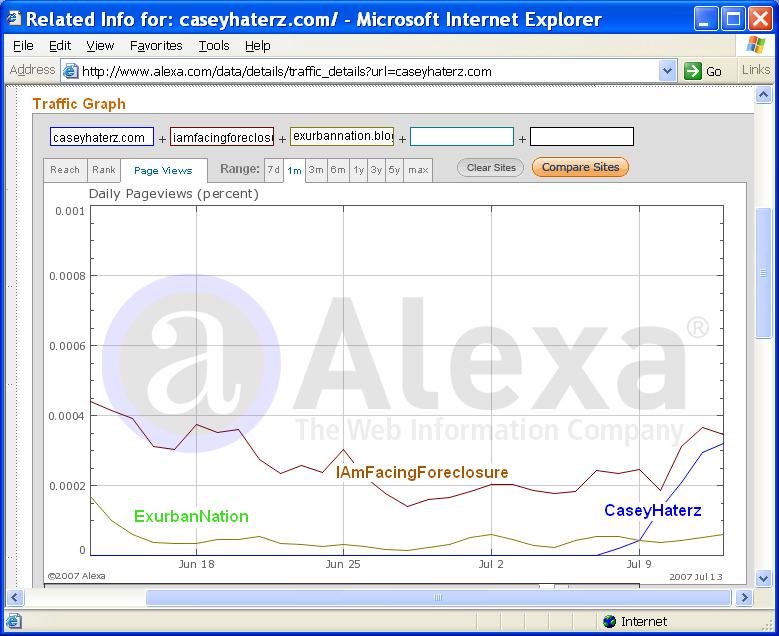 Related Info for: caseyhaterz.com/ - Microsoft Internet Explorer
File Edit View Favorites Tools Help
Address http://www.alexa.com/data/details/traffic_details?url=caseyhaterz.com Go Links
Traffic Graph
caseyhaterz.com + iamfacingforeclosu + exurbannation.blo + +
Reach Rank Page Views Range: 7d 1m 3m 6m 1y 3y 5y max Clear Sites Compare Sites
Daily Pageviews (percent)
0.001
0.0008
0.0006
0.0004
0.0002
0
a Alexa®
The Web Information Company
IAmFacingForeclosure
ExurbanNation
CaseyHaterz
Jun 18 Jun 25 Jul 2 Jul 9
©2007 Alexa 2007 Jul 13
Internet